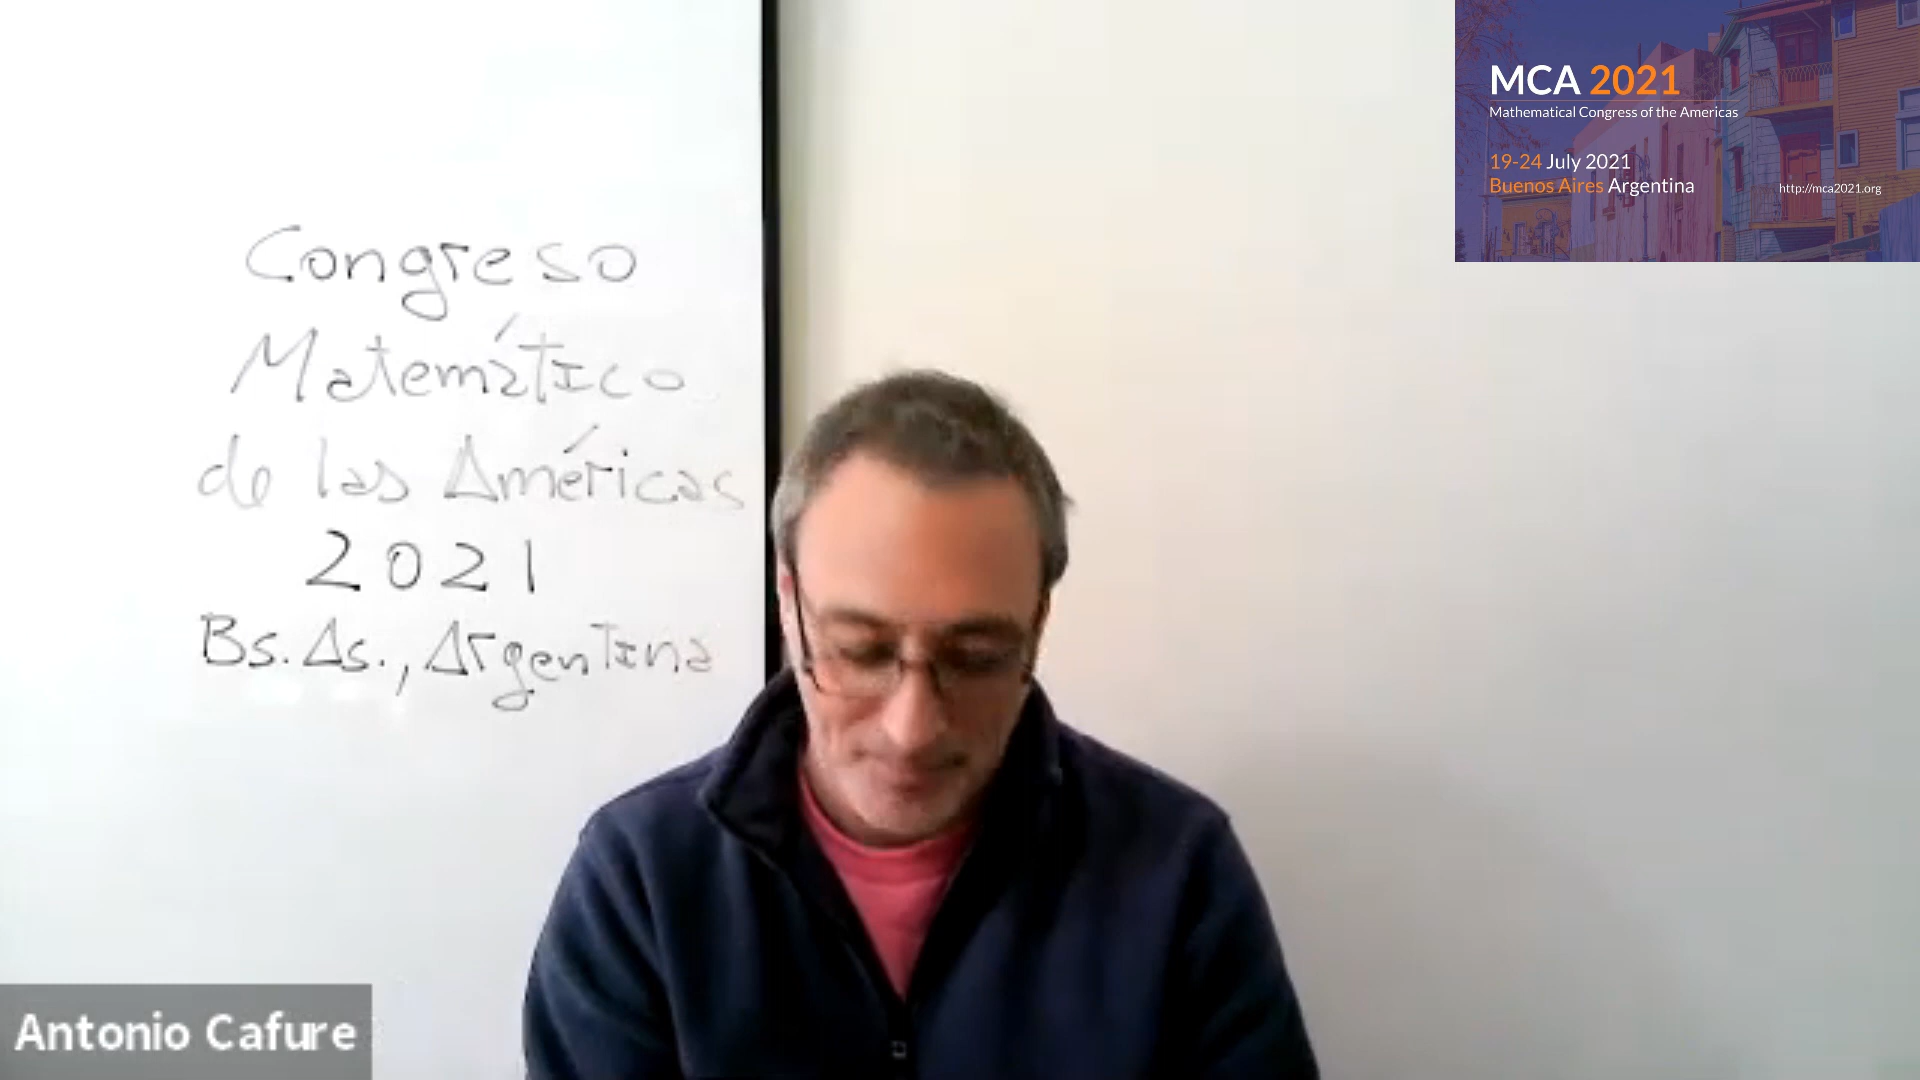 Congreso
Matemático
de las Américas
2021
Bs.As., Argentina
MCA 2021
Mathematical Congress of the Americas
19-24 July 2021
Buenos Aires Argentina
http://mca2021.org
Antonio Cafure